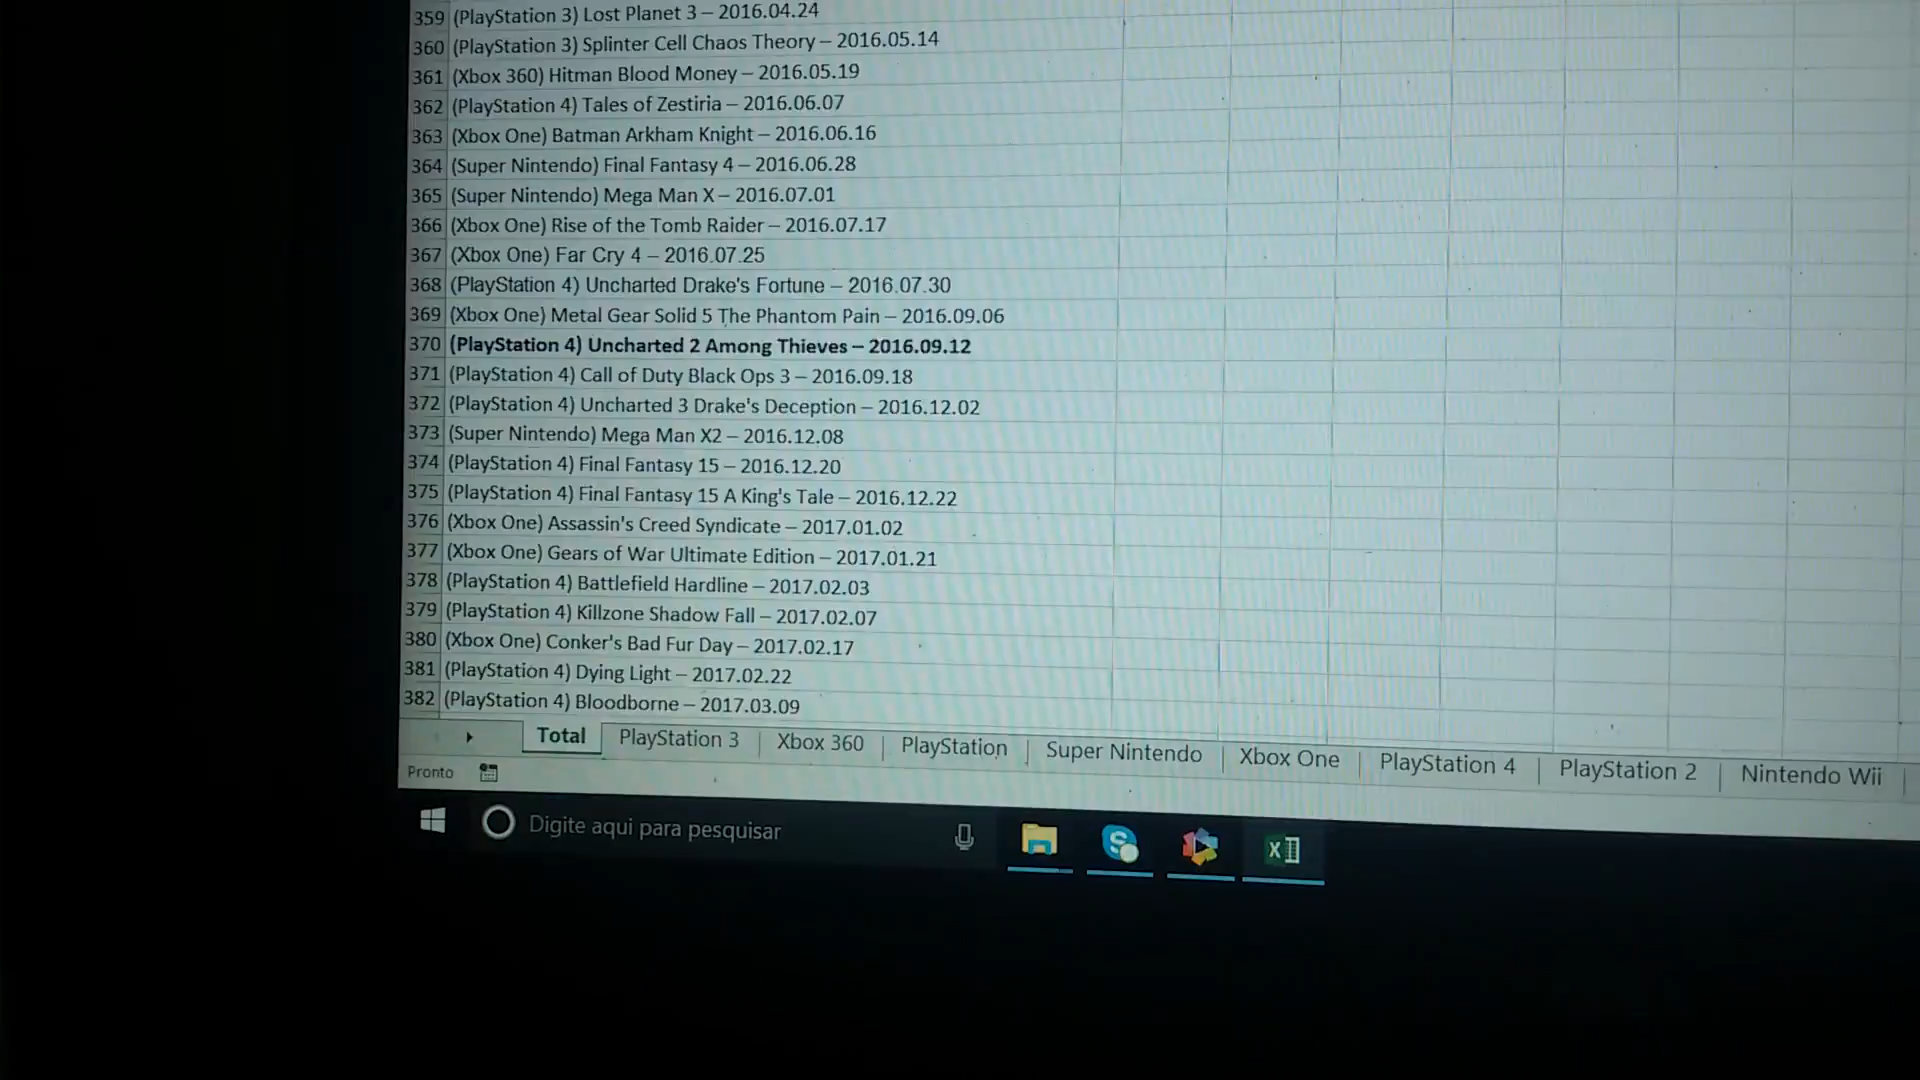 359 (PlayStation 3) Lost Planet 3 – 2016.04.24
360 (PlayStation 3) Splinter Cell Chaos Theory – 2016.05.14
361 (Xbox 360) Hitman Blood Money – 2016.05.19
362 (PlayStation 4) Tales of Zestiria – 2016.06.07
363 (Xbox One) Batman Arkham Knight – 2016.06.16
364 (Super Nintendo) Final Fantasy 4 – 2016.06.28
365 (Super Nintendo) Mega Man X – 2016.07.01
366 (Xbox One) Rise of the Tomb Raider – 2016.07.17
367 (Xbox One) Far Cry 4 – 2016.07.25
368 (PlayStation 4) Uncharted Drake's Fortune – 2016.07.30
369 (Xbox One) Metal Gear Solid 5 The Phantom Pain – 2016.09.06
370 (PlayStation 4) Uncharted 2 Among Thieves – 2016.09.12
371 (PlayStation 4) Call of Duty Black Ops 3 – 2016.09.18
372 (PlayStation 4) Uncharted 3 Drake's Deception – 2016.12.02
373 (Super Nintendo) Mega Man X2 – 2016.12.08
374 (PlayStation 4) Final Fantasy 15 – 2016.12.20
375 (PlayStation 4) Final Fantasy 15 A King's Tale – 2016.12.22
376 (Xbox One) Assassin's Creed Syndicate – 2017.01.02
377 (Xbox One) Gears of War Ultimate Edition – 2017.01.21
378 (PlayStation 4) Battlefield Hardline – 2017.02.03
379 (PlayStation 4) Killzone Shadow Fall – 2017.02.07
380 (Xbox One) Conker's Bad Fur Day – 2017.02.17
381 (PlayStation 4) Dying Light – 2017.02.22
382 (PlayStation 4) Bloodborne – 2017.03.09
Total PlayStation 3 Xbox 360 PlayStation Super Nintendo Xbox One PlayStation 4 PlayStation 2 Nintendo Wii
Pronto
Digite aqui para pesquisar